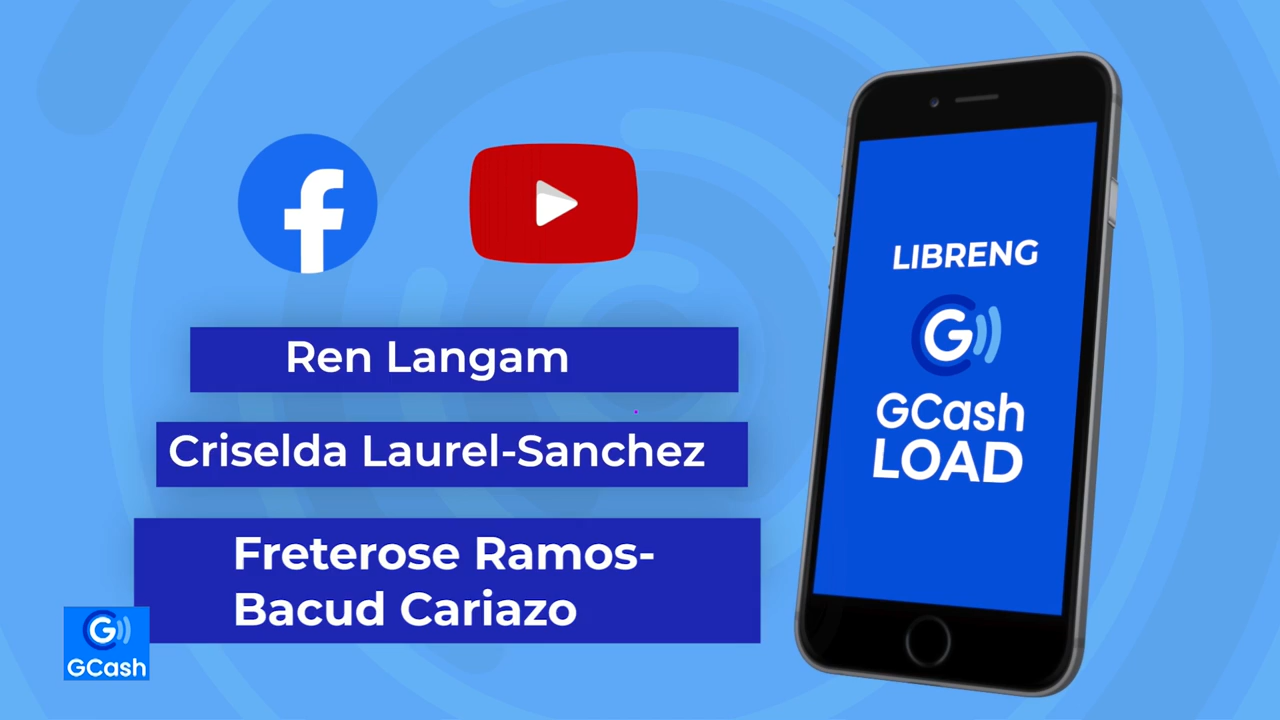 Ren Langam
Criselda Laurel-Sanchez
Freterose Ramos-
Bacud Cariazo
G
GCash
LIBRENG
G
GCash
LOAD